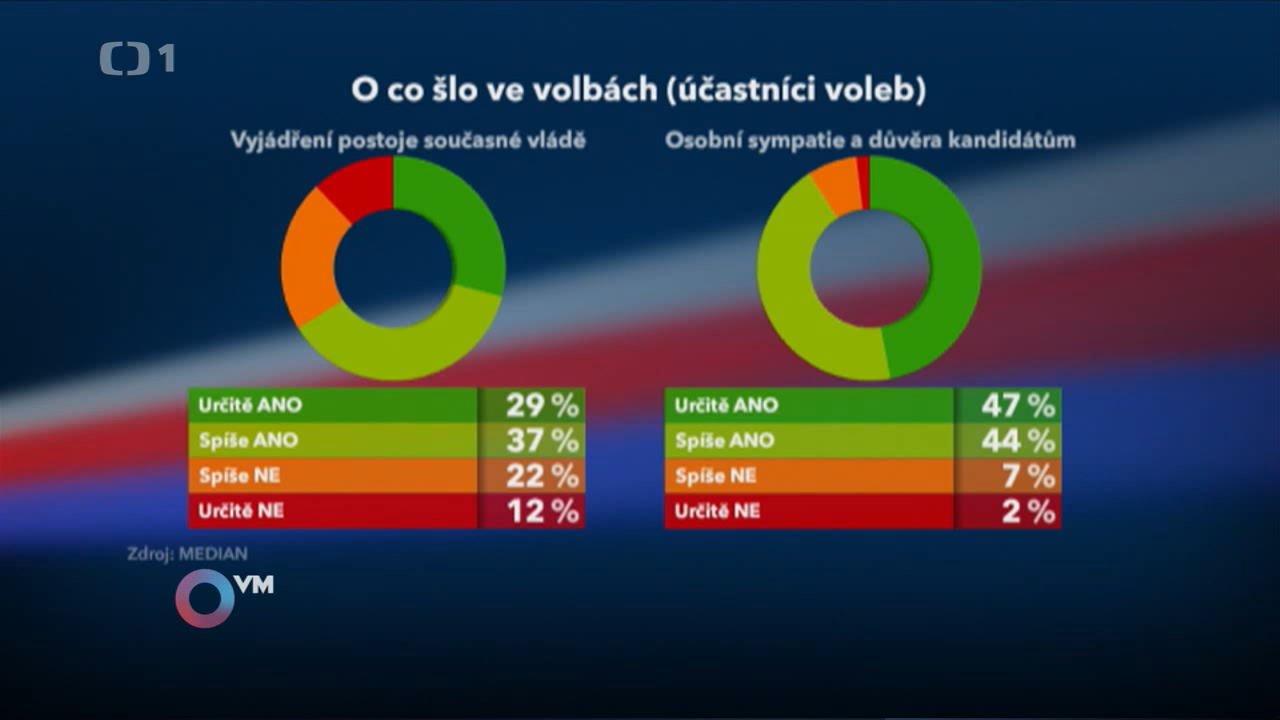 1
O co šlo ve volbách (účastníci voleb)
Vyjádření postoje současné vládě
Určitě ANO 29 %
Spíše ANO 37 %
Spíše NE 22 %
Určitě NE 12 %
Osobní sympatie a důvěra kandidátům
Určitě ANO 47 %
Spíše ANO 44 %
Spíše NE 7 %
Určitě NE 2 %
Zdroj: MEDIAN
VM